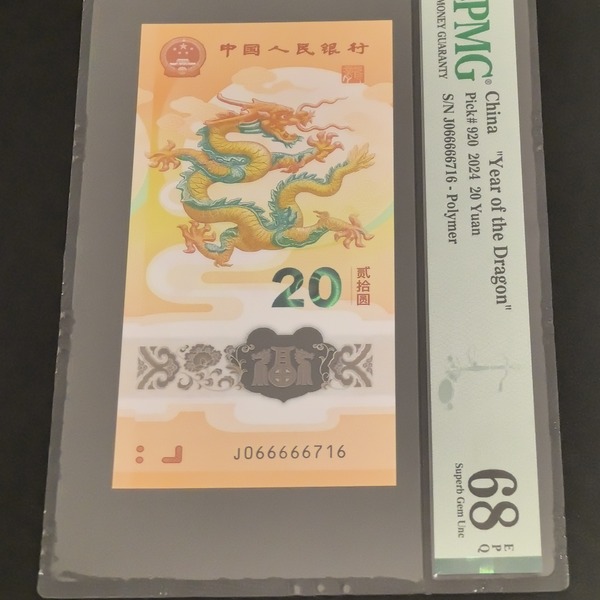 中国人民银行
20
贰拾圆
福
J066666716
PMG
MONEY GUARANTY
China "Year of the Dragon"
Pick# 920 2024 20 Yuan
S/N J066666716 - Polymer
68 EPQ
Superb Gem Unc